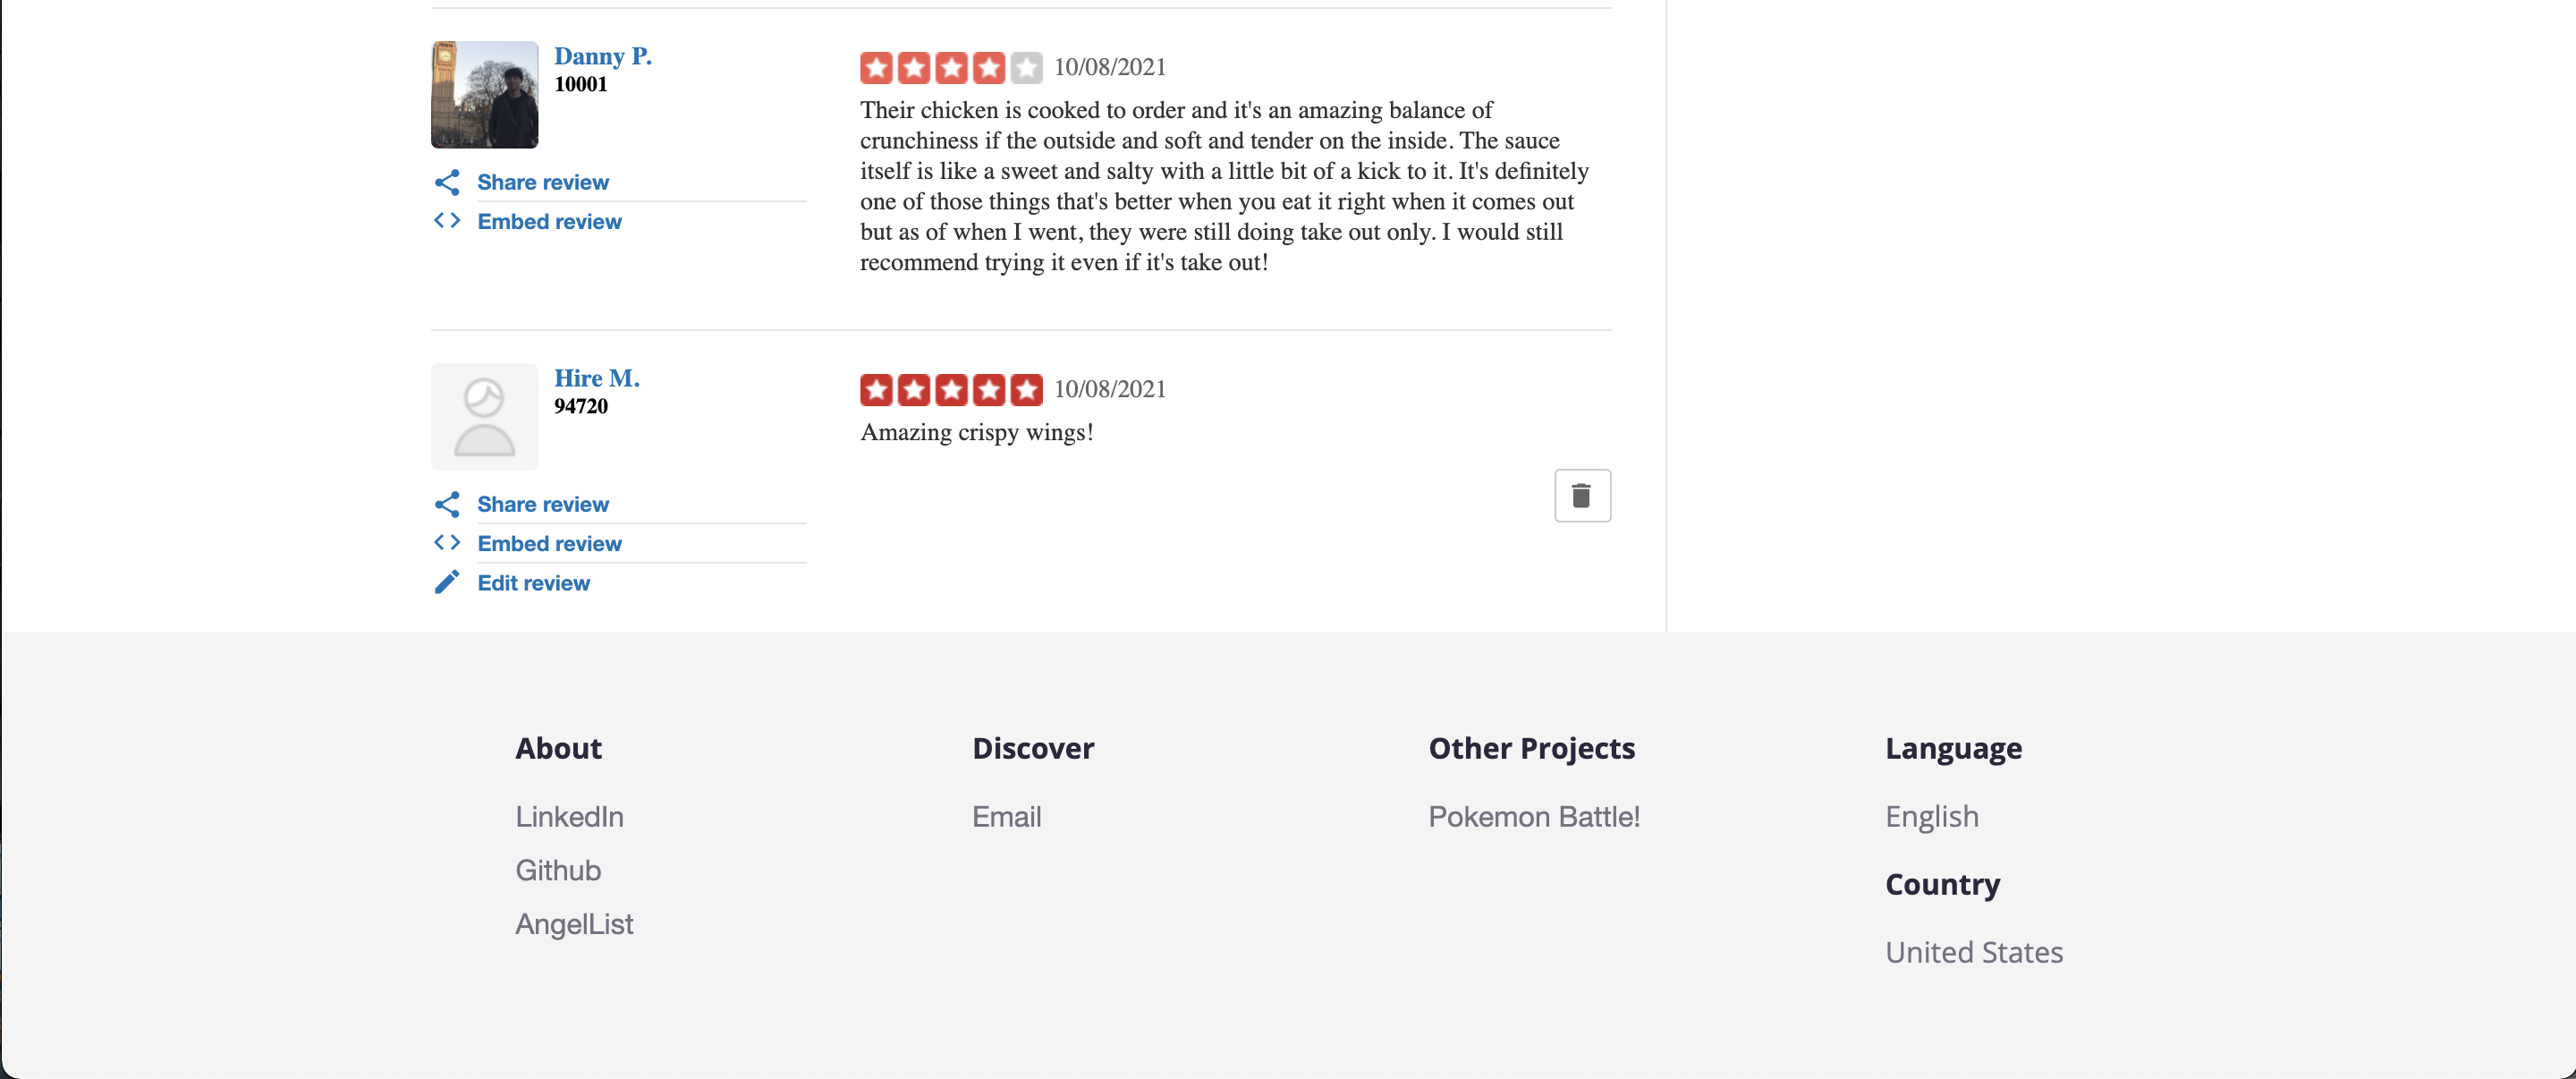 Danny P.
10001
Share review
Embed review
10/08/2021
Their chicken is cooked to order and it's an amazing balance of
crunchiness if the outside and soft and tender on the inside. The sauce
itself is like a sweet and salty with a little bit of a kick to it. It's definitely
one of those things that's better when you eat it right when it comes out
but as of when I went, they were still doing take out only. I would still
recommend trying it even if it's take out!
Hire M.
94720
Share review
Embed review
Edit review
10/08/2021
Amazing crispy wings!
About
LinkedIn
Github
AngelList
Discover
Email
Other Projects
Pokemon Battle!
Language
English
Country
United States